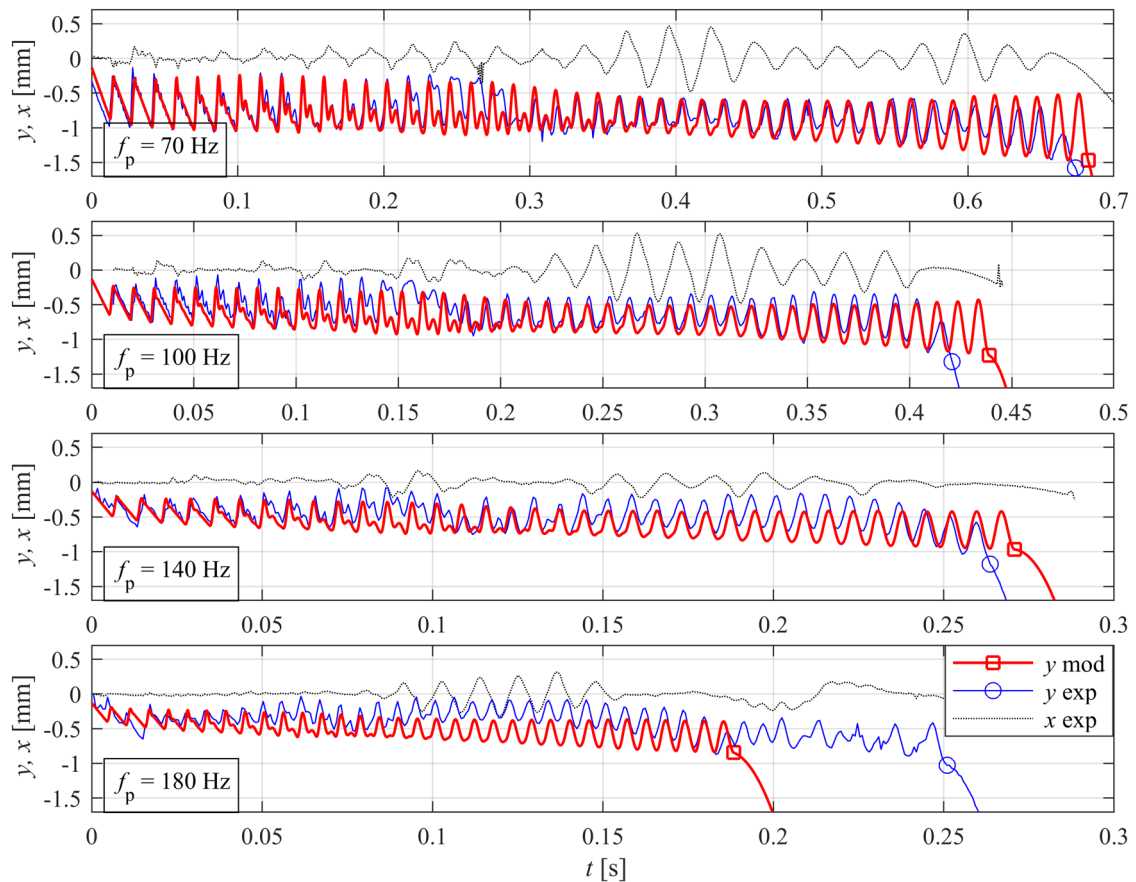 0.5
0
-0.5
-1
-1.5
y, x [mm]
fp = 70 Hz
0 0.1 0.2 0.3 0.4 0.5 0.6 0.7
0.5
0
-0.5
-1
-1.5
y, x [mm]
fp = 100 Hz
0 0.05 0.1 0.15 0.2 0.25 0.3 0.35 0.4 0.45 0.5
0.5
0
-0.5
-1
-1.5
y, x [mm]
fp = 140 Hz
0 0.05 0.1 0.15 0.2 0.25 0.3
0.5
0
-0.5
-1
-1.5
y, x [mm]
y mod
y exp
x exp
fp = 180 Hz
0 0.05 0.1 0.15 0.2 0.25 0.3
t [s]